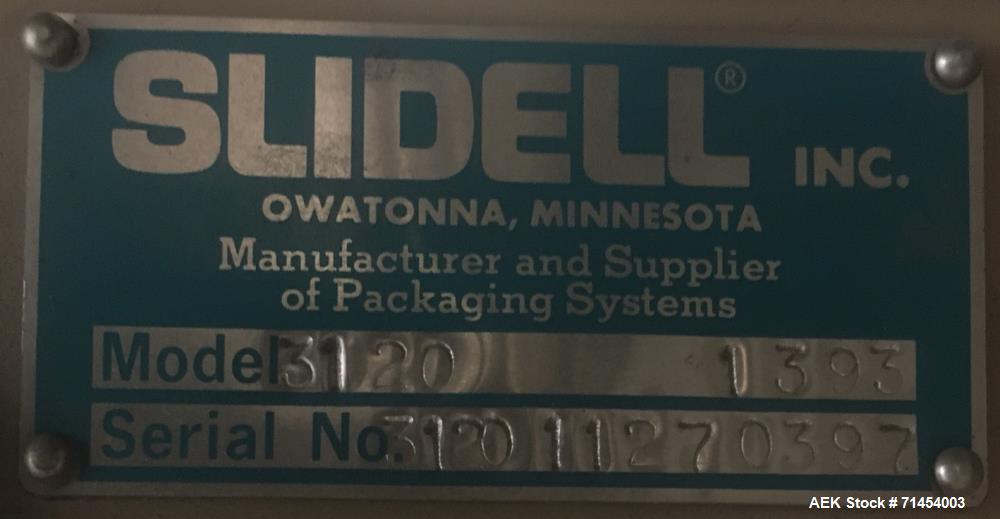 SLIDELL® INC.
OWATONNA, MINNESOTA
Manufacturer and Supplier
of Packaging Systems
Model 3120 1393
Serial No. 3120 11270397
AEK Stock # 71454003